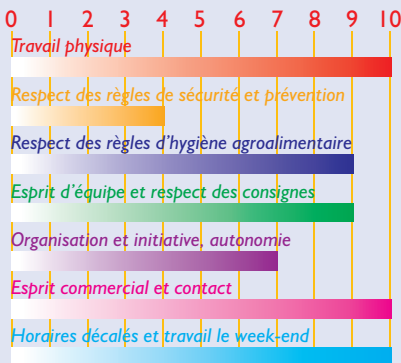 0 1 2 3 4 5 6 7 8 9 10
Travail physique
Respect des règles de sécurité et prévention
Respect des règles d'hygiène agroalimentaire
Esprit d'équipe et respect des consignes
Organisation et initiative, autonomie
Esprit commercial et contact
Horaires décalés et travail le week-end